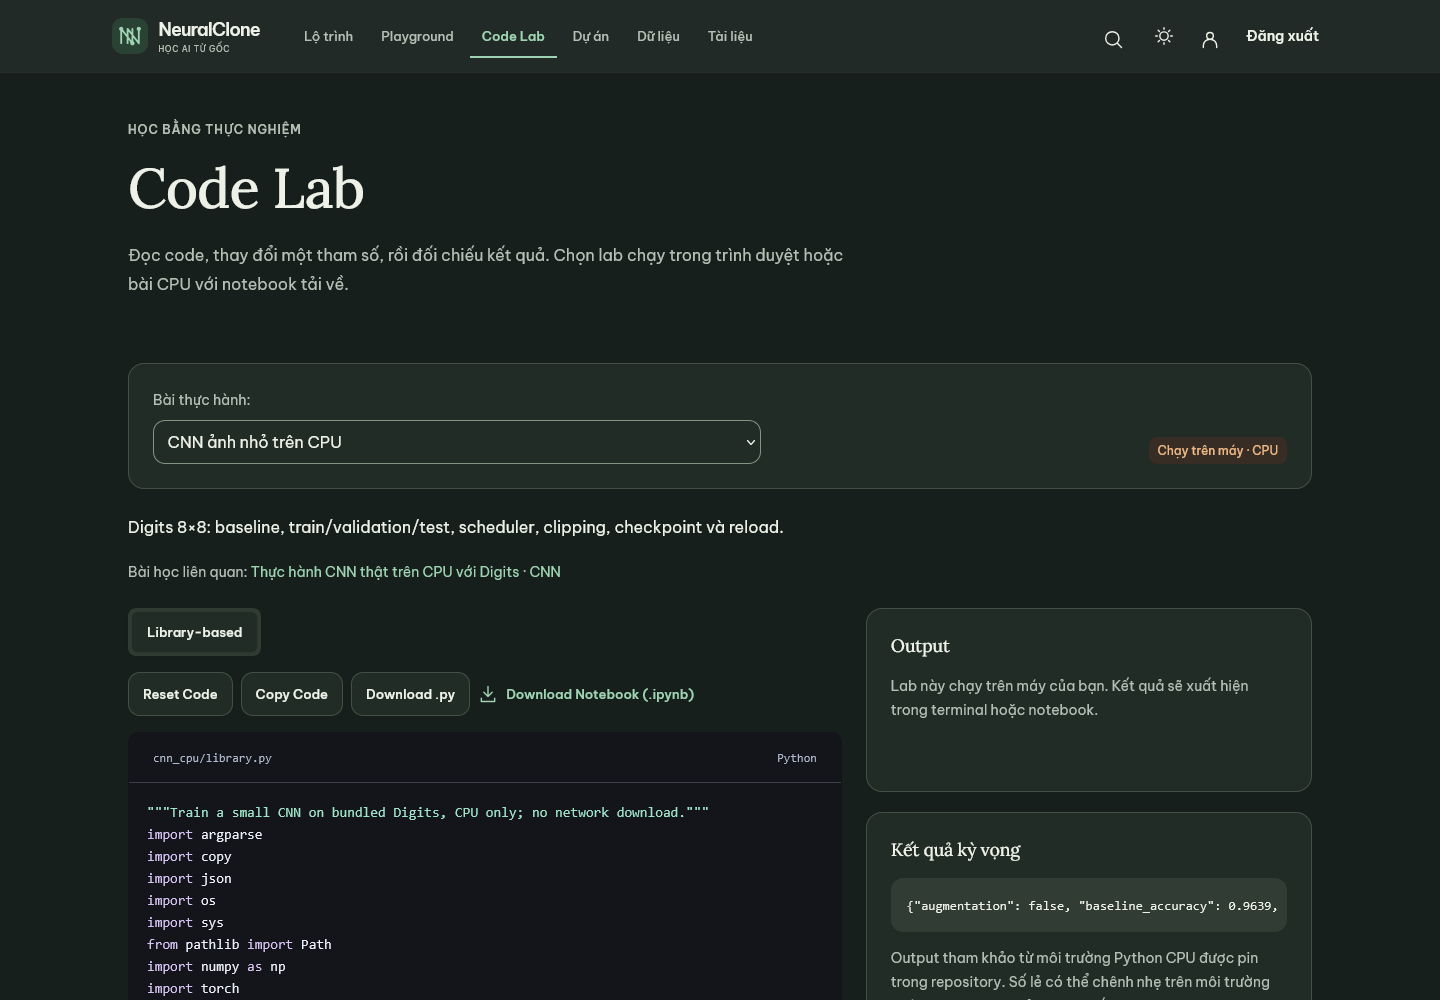 NeuralClone
HỌC AI TỪ GỐC
Lộ trình
Playground
Code Lab
Dự án
Dữ liệu
Tài liệu
Đăng xuất
HỌC BẰNG THỰC NGHIỆM
Code Lab
Đọc code, thay đổi một tham số, rồi đối chiếu kết quả. Chọn lab chạy trong trình duyệt hoặc
bài CPU với notebook tải về.
Bài thực hành:
CNN ảnh nhỏ trên CPU
Chạy trên máy · CPU
Digits 8×8: baseline, train/validation/test, scheduler, clipping, checkpoint và reload.
Bài học liên quan: Thực hành CNN thật trên CPU với Digits · CNN
Library-based
Reset Code
Copy Code
Download .py
Download Notebook (.ipynb)
cnn_cpu/library.py
Python
"""Train a small CNN on bundled Digits, CPU only; no network download."""
import argparse
import copy
import json
import os
import sys
from pathlib import Path
import numpy as np
import torch
Output
Lab này chạy trên máy của bạn. Kết quả sẽ xuất hiện
trong terminal hoặc notebook.
Kết quả kỳ vọng
{"augmentation": false, "baseline_accuracy": 0.9639,
Output tham khảo từ môi trường Python CPU được pin
trong repository. Số lẻ có thể chênh nhẹ trên môi trường